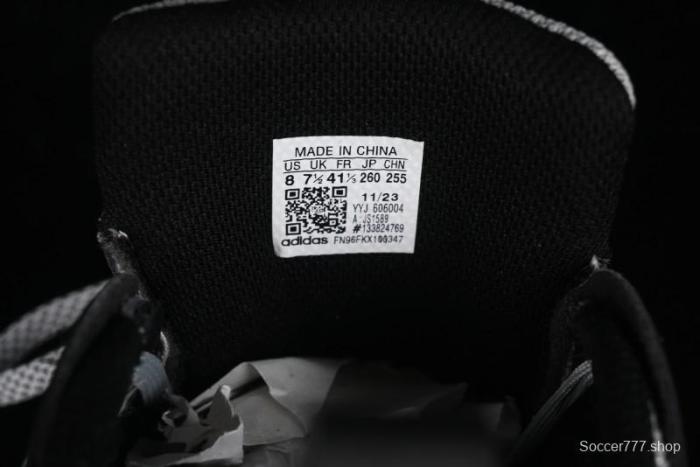 MADE IN CHINA
US UK FR JP CHN
8 7½ 41⅓ 260 255
11/23
YYJ 606004
A: JS1589
#133824769
adidas FN96FKX100347
Soccer777.shop